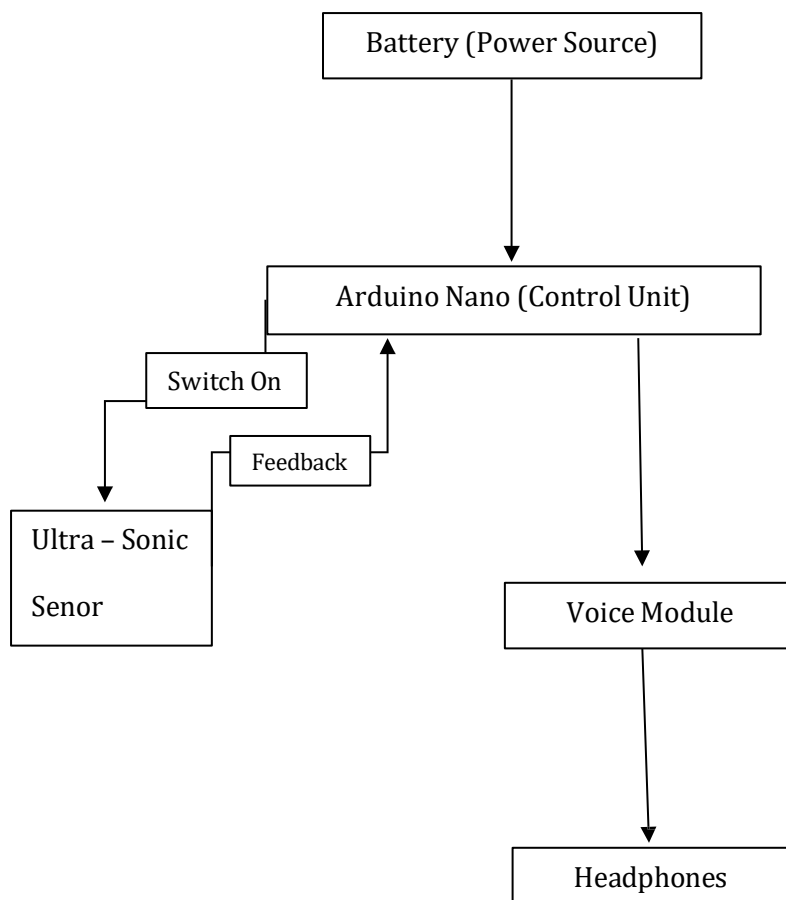 Battery (Power Source)
Arduino Nano (Control Unit)
Switch On
Feedback
Ultra – Sonic
Senor
Voice Module
Headphones